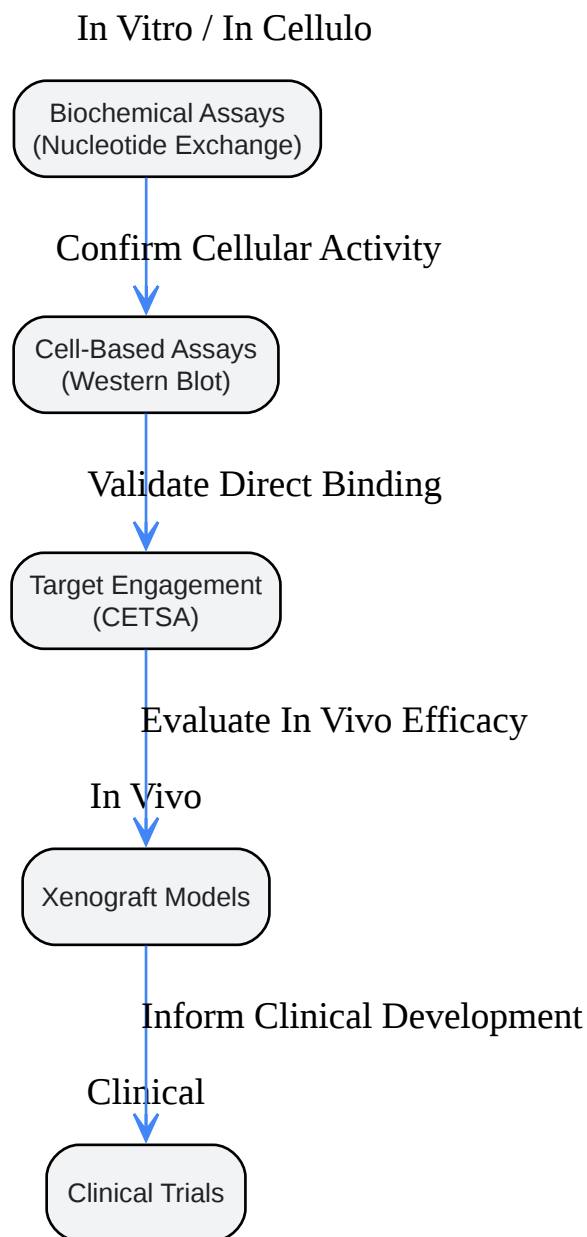 In Vitro / In Cellulo
Biochemical Assays
(Nucleotide Exchange)
Confirm Cellular Activity
Cell-Based Assays
(Western Blot)
Validate Direct Binding
Target Engagement
(CETSA)
Evaluate In Vivo Efficacy
In Vivo
Xenograft Models
Inform Clinical Development
Clinical
Clinical Trials